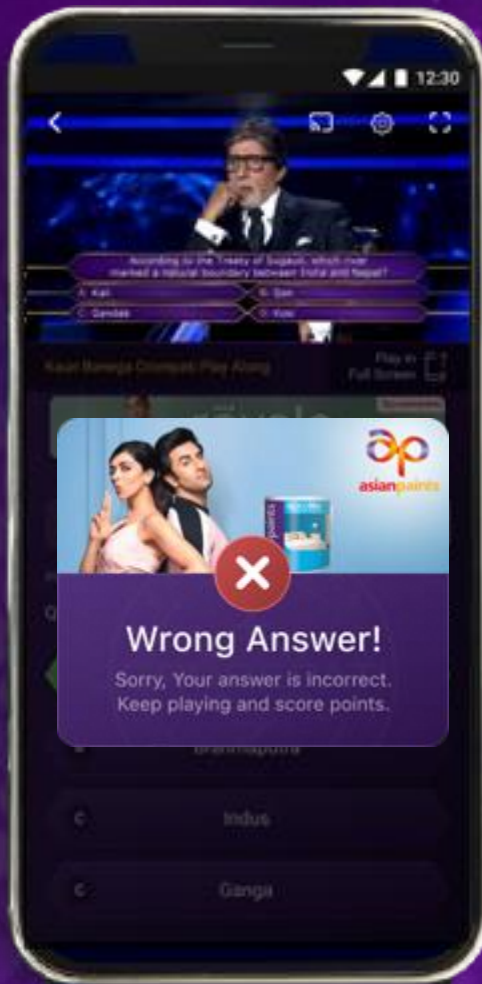 12:30
According to the Treaty of Sugauli, which river
marked a natural boundary between India and Nepal?
A Kali
B Son
C Gandak
D Kosi
Kaun Banega Crorepati Play Along
Play in
Full Screen
ap
asianpaints
paints
Wrong Answer!
Sorry, Your answer is incorrect.
Keep playing and score points.
Q
Brahmaputra
C
Indus
C
Ganga